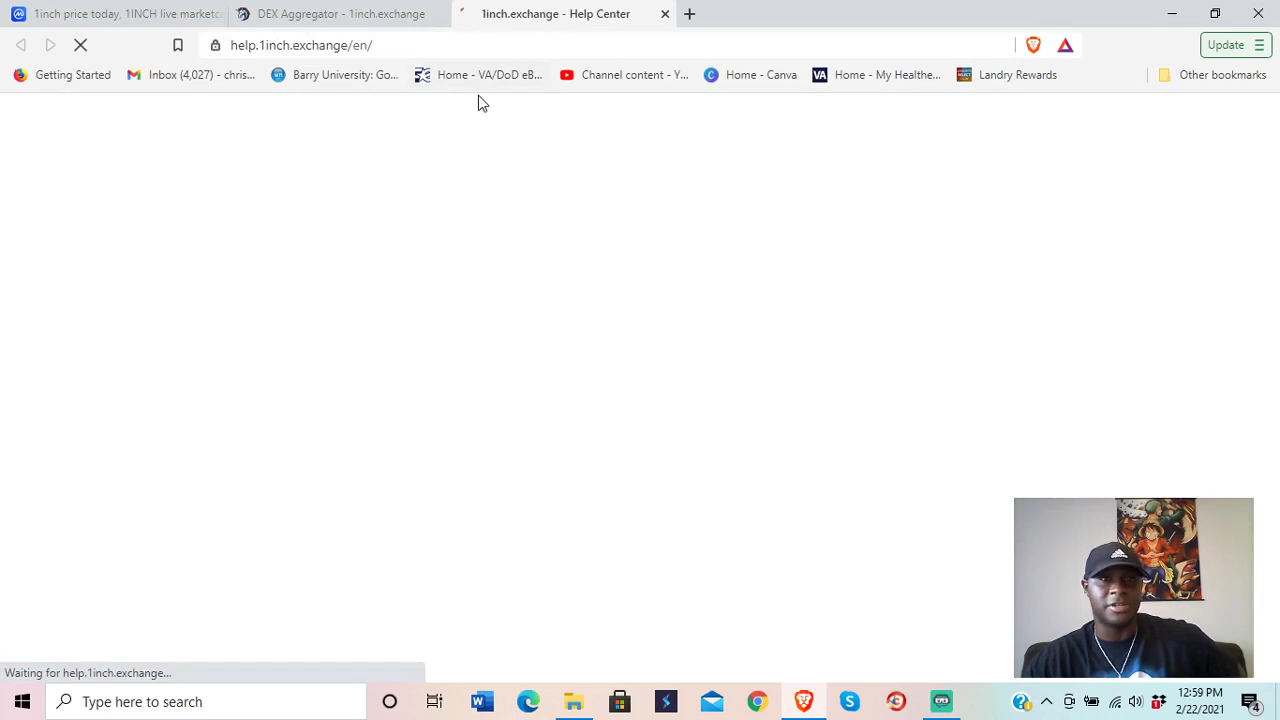 1inch price today, 1INCH live marketca
DEX Aggregator - 1inch.exchange
1inch.exchange - Help Center
help.1inch.exchange/en/
Update
Getting Started
Inbox (4,027) - chris...
Barry University: Go...
Home - VA/DoD eB...
Channel content - Y...
Home - Canva
VA
Home - My Healthe...
Landry Rewards
Other bookmarks
Waiting for help.1inch.exchange...
Type here to search
12:59 PM
2/22/2021
4